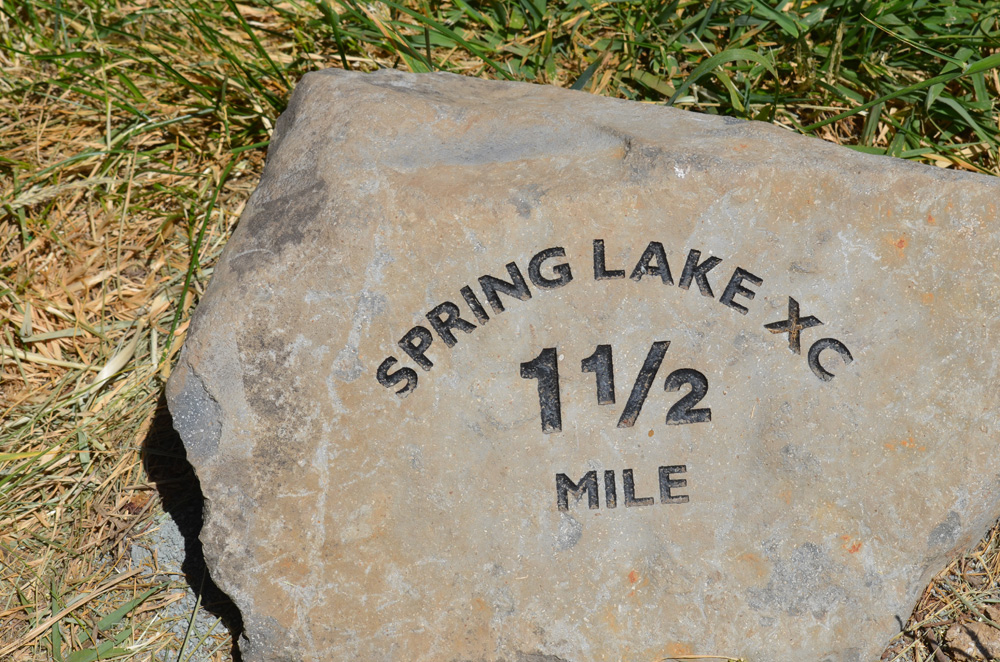 SPRING LAKE XC
1 1/2
MILE